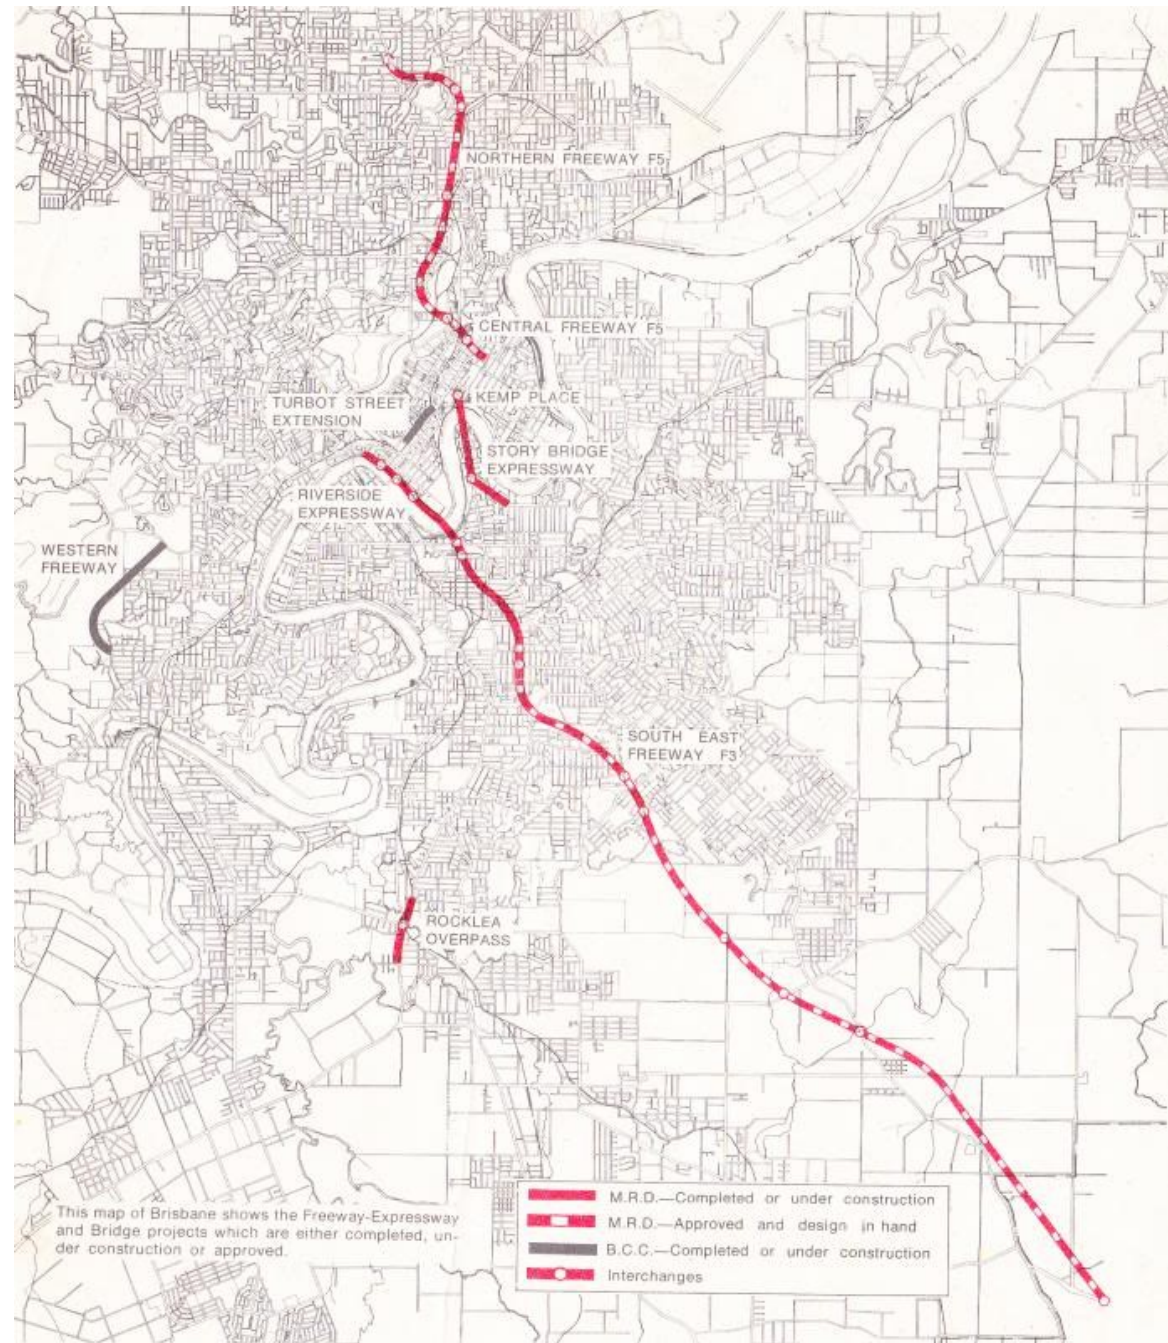 NORTHERN FREEWAY F5
CENTRAL FREEWAY F5
KEMP PLACE
TURBOT STREET
EXTENSION
STORY BRIDGE
EXPRESSWAY
RIVERSIDE
EXPRESSWAY
WESTERN
FREEWAY
SOUTH EAST
FREEWAY F3
ROCKLEA
OVERPASS
This map of Brisbane shows the Freeway-Expressway
and Bridge projects which are either completed, un-
der construction or approved.
M.R.D.—Completed or under construction
M.R.D.—Approved and design in hand
B.C.C.—Completed or under construction
Interchanges